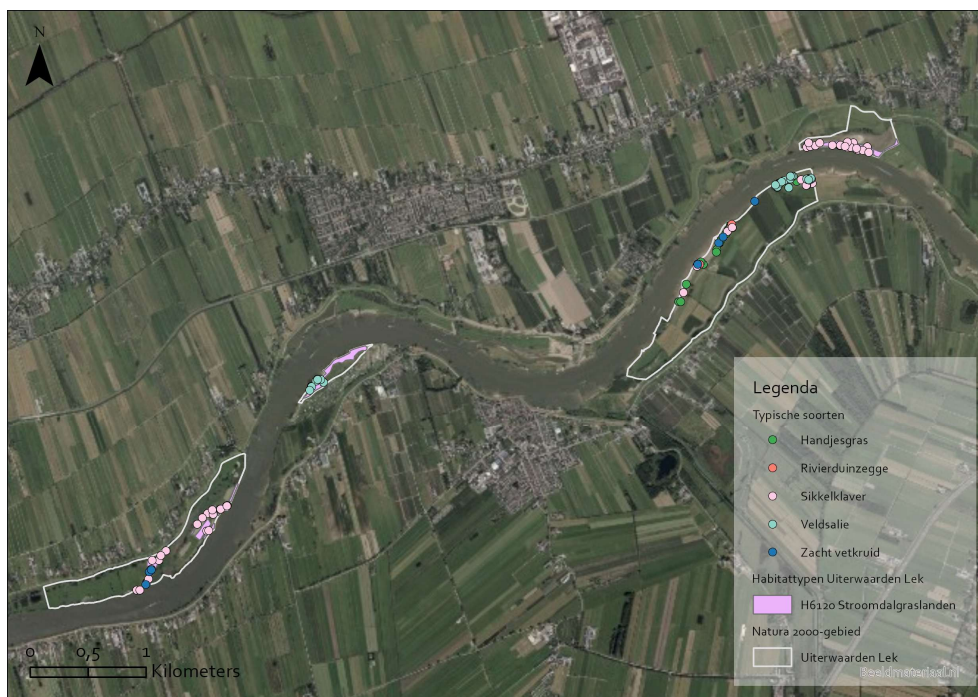 N
Legenda
Typische soorten
Handjesgras
Rivierduinzegge
Sikkelklaver
Veldsalie
Zacht vetkruid
Habitattypen Uiterwaarden Lek
H6120 Stroomdalgraslanden
Natura 2000-gebied
Uiterwaarden Lek
0 0,5 1
Kilometers
Beeldmateriaal.nl